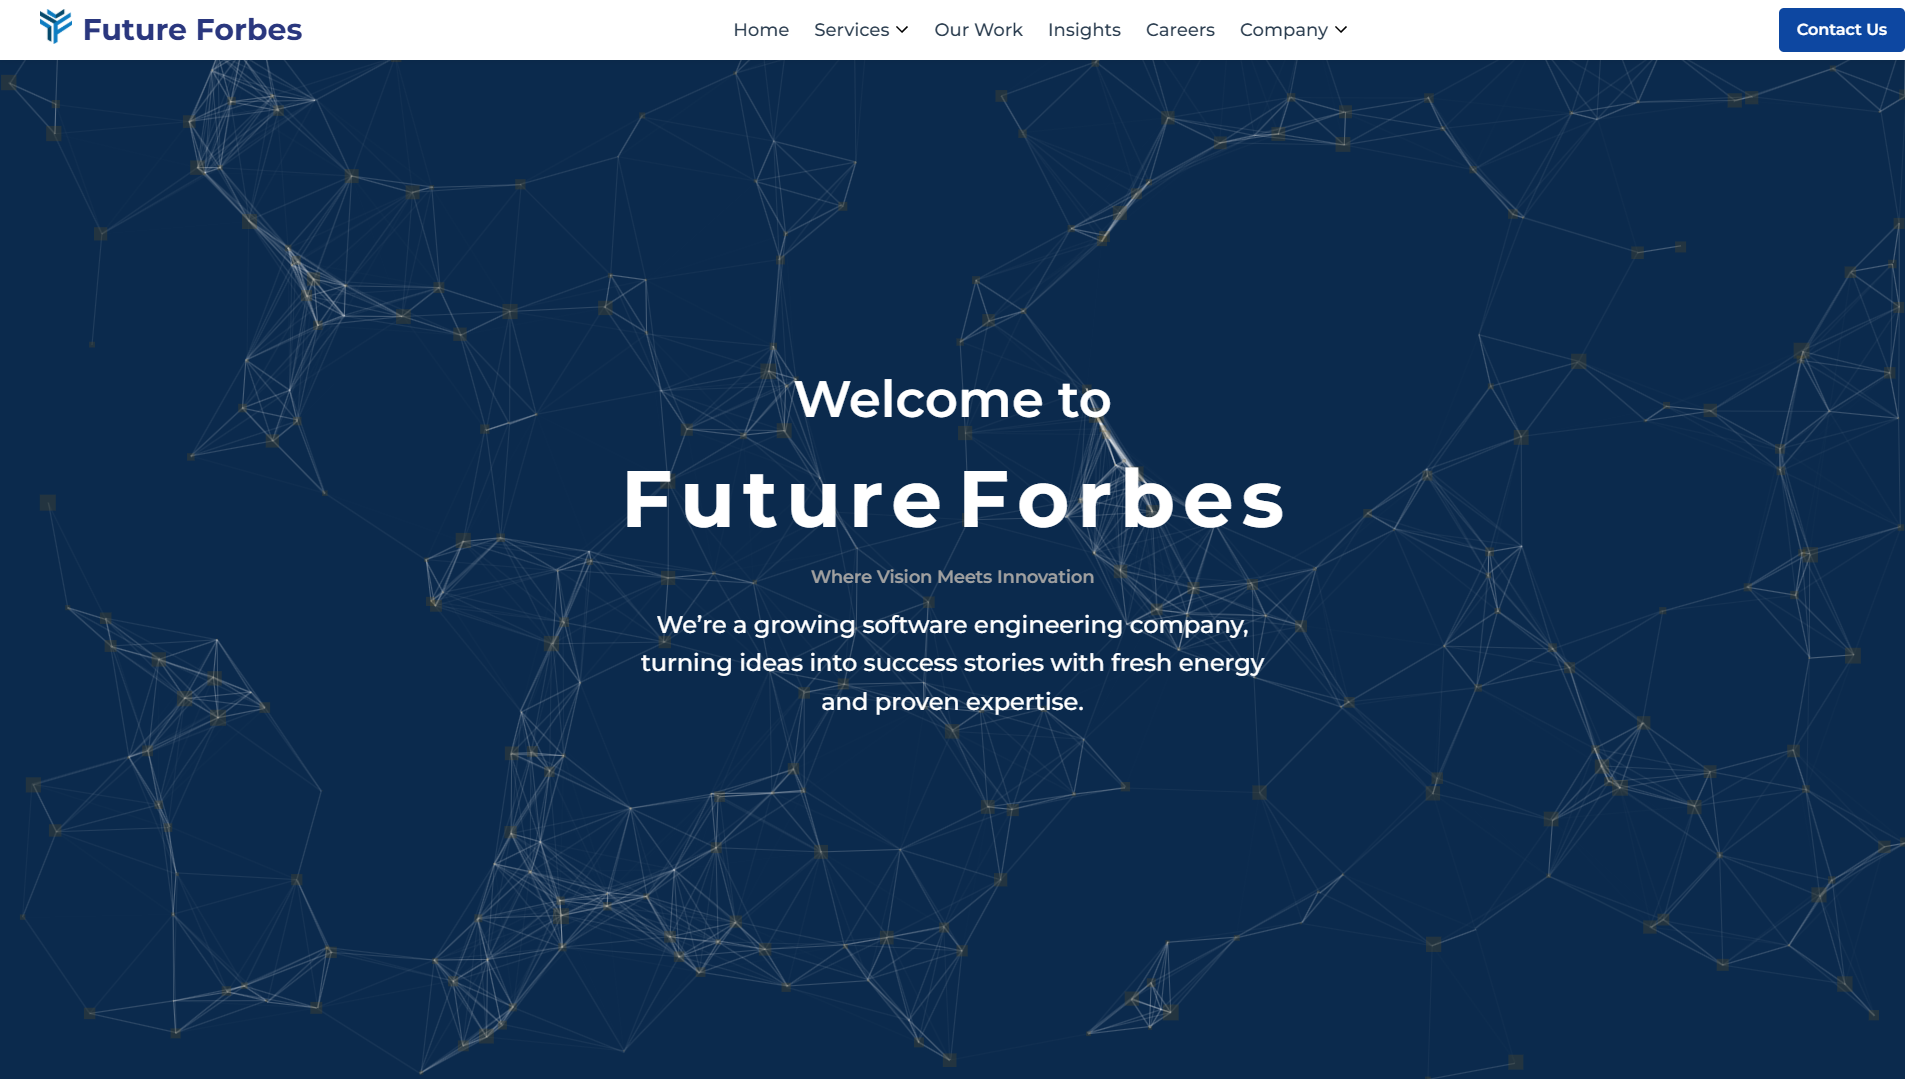 Future Forbes
Home Services Our Work Insights Careers Company
Contact Us
Welcome to
Future Forbes
Where Vision Meets Innovation
We’re a growing software engineering company,
turning ideas into success stories with fresh energy
and proven expertise.